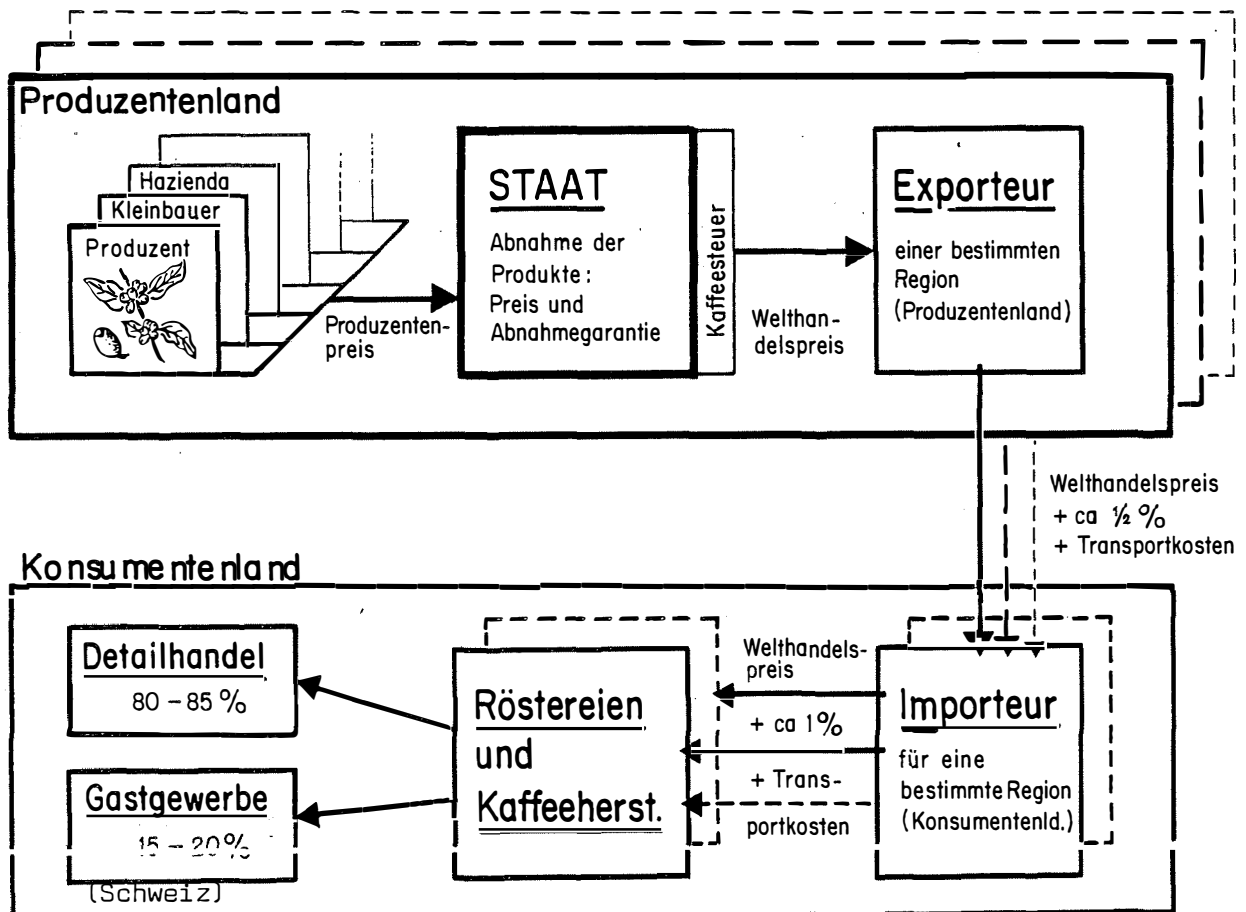 Produzentenland
Hazienda
Kleinbauer
Produzent
Produzenten-
preis
STAAT
Abnahme der
Produkte:
Preis und
Abnahmegarantie
Kaffeesteuer
Welthan-
delspreis
Exporteur
einer bestimmten
Region
(Produzentenland)
Welthandelspreis
+ ca ½ %
+ Transportkosten
Konsumentenland
Detailhandel
80 – 85 %
Gastgewerbe
15 – 20 %
(Schweiz)
Röstereien
und
Kaffeeherst.
Welthandels-
preis
+ ca 1 %
+ Trans-
portkosten
Importeur
für eine
bestimmte Region
(Konsumentenld.)